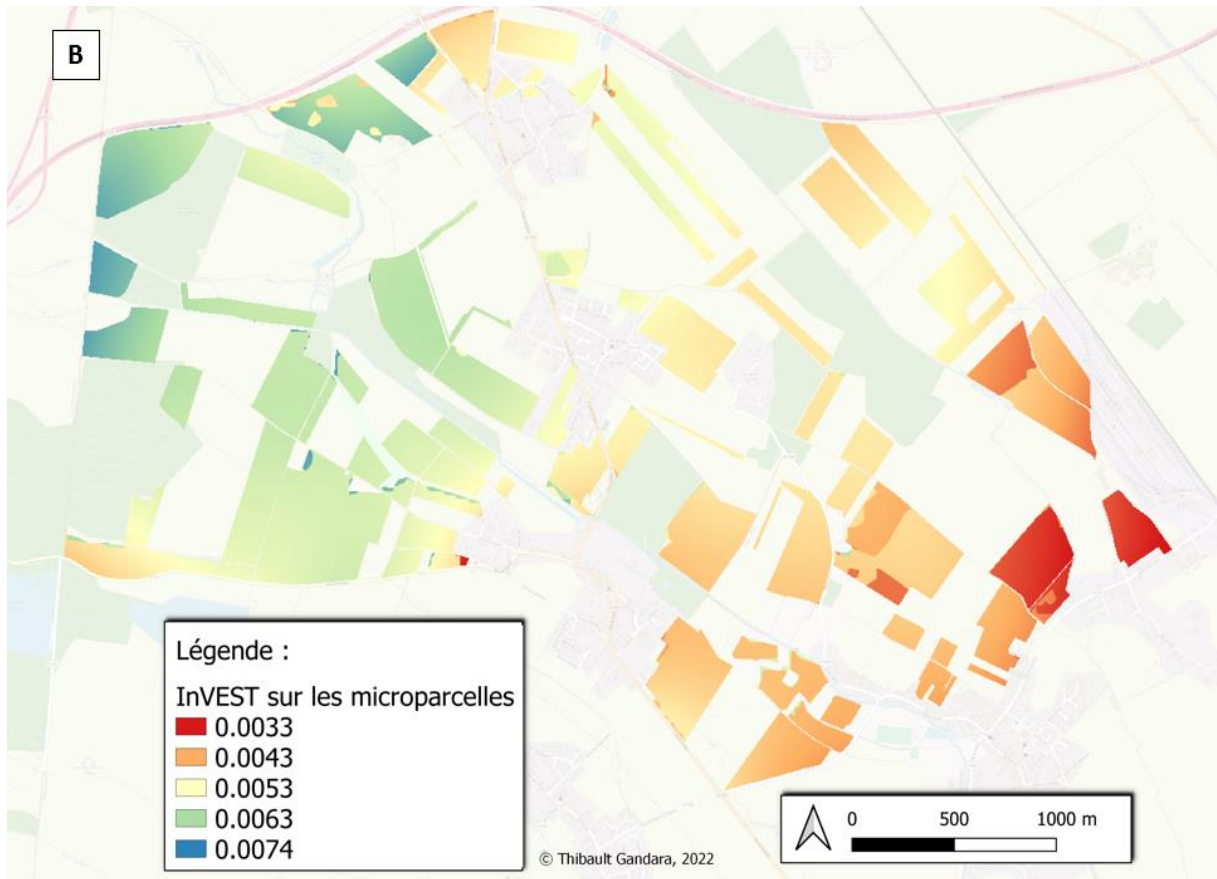 B
Légende :
InVEST sur les microparcelles
0.0033
0.0043
0.0053
0.0063
0.0074
0 500 1000 m
© Thibault Gandara, 2022